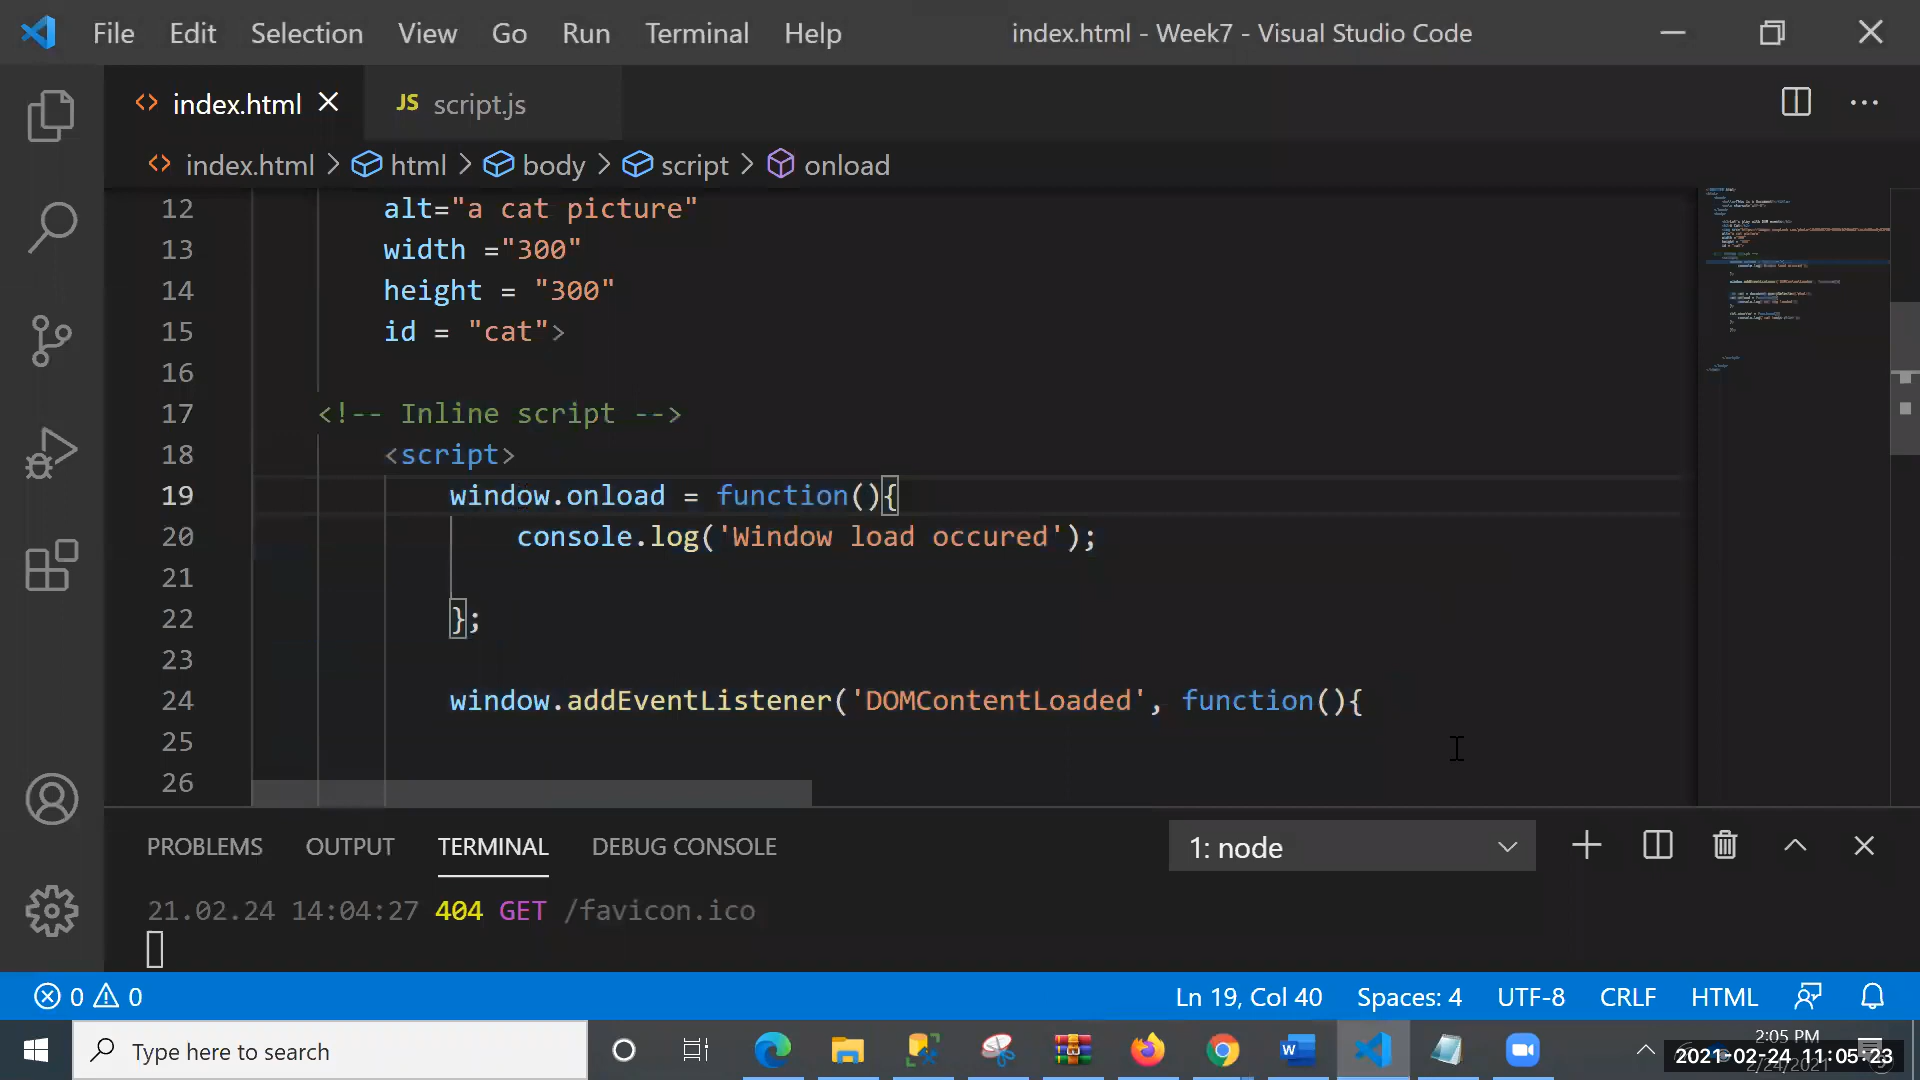 File Edit Selection View Go Run Terminal Help index.html - Week7 - Visual Studio Code
index.html JS script.js
index.html > html > body > script > onload
12 alt="a cat picture"
13 width ="300"
14 height = "300"
15 id = "cat">
16
17 <!-- Inline script -->
18 <script>
19 window.onload = function(){
20 console.log('Window load occured');
21
22 };
23
24 window.addEventListener('DOMContentLoaded', function(){
25
26
PROBLEMS OUTPUT TERMINAL DEBUG CONSOLE 1: node
21.02.24 14:04:27 404 GET /favicon.ico
0 0 Ln 19, Col 40 Spaces: 4 UTF-8 CRLF HTML
Type here to search
2:05 PM
2021-02-24 11:05:23